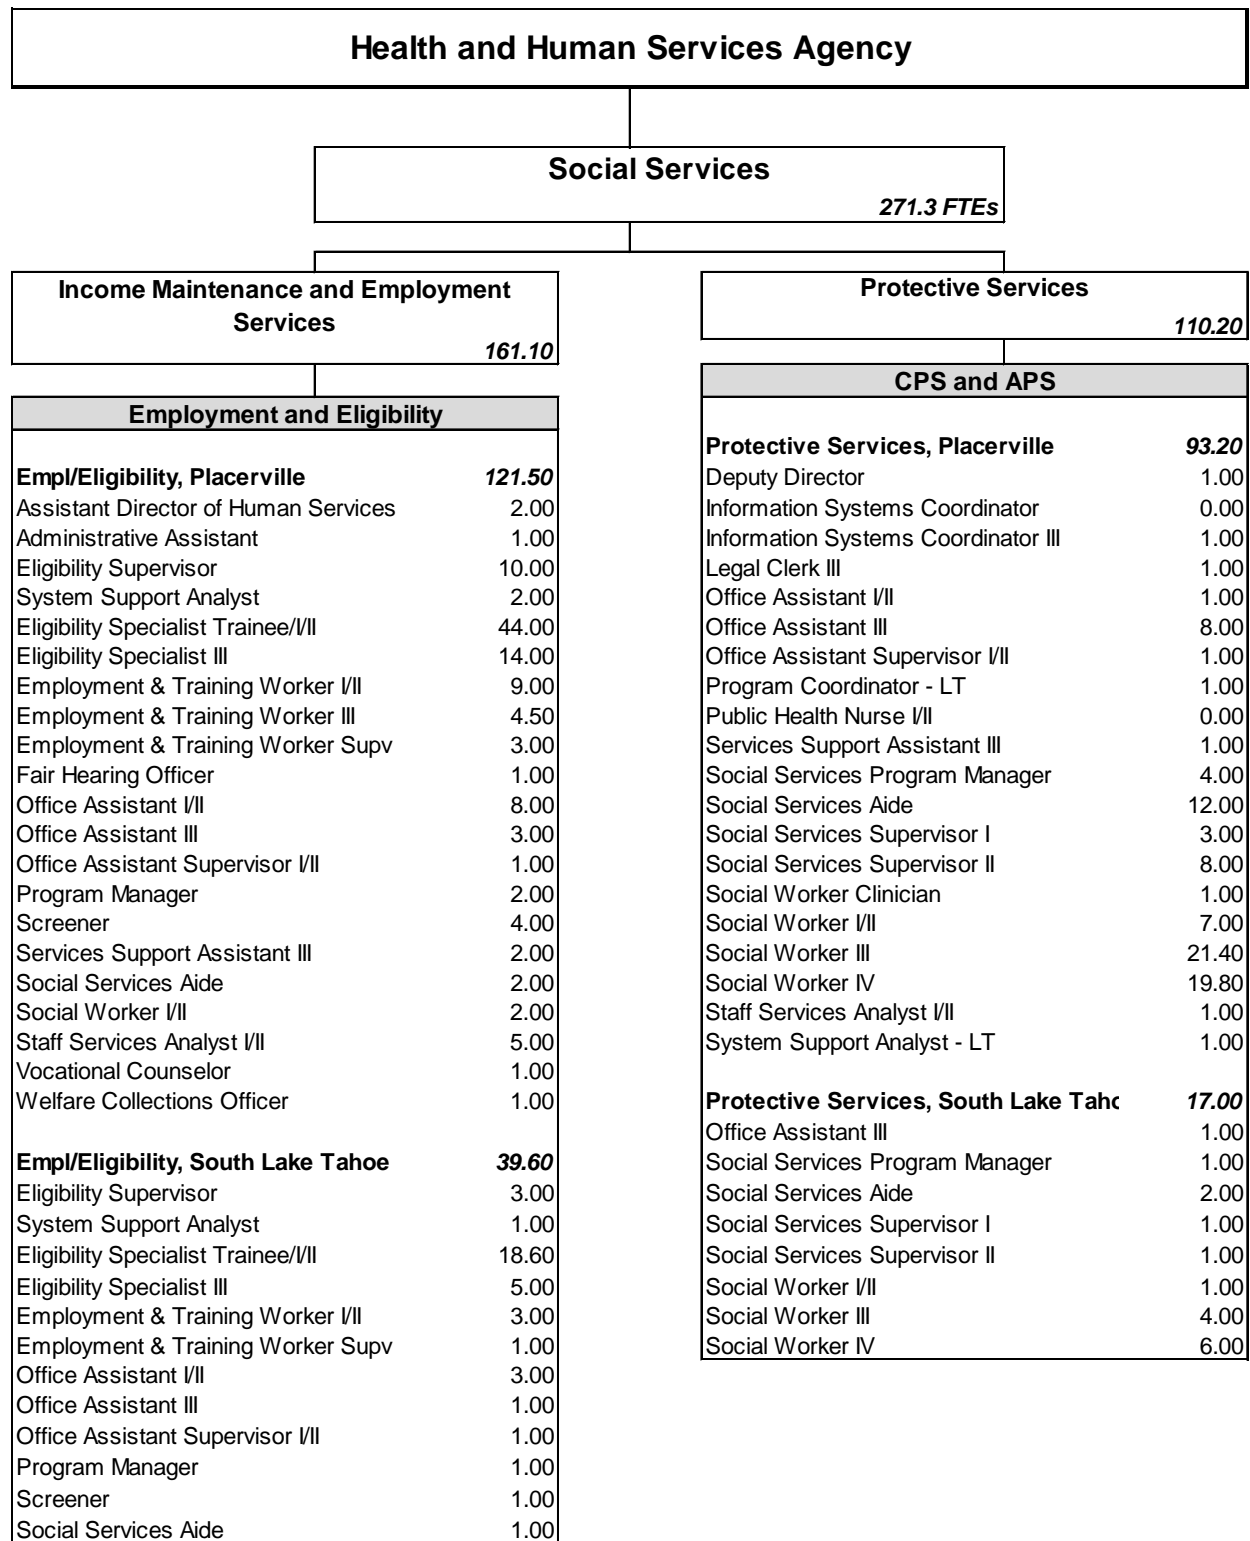 Health and Human Services Agency
Social Services
271.3 FTEs
Income Maintenance and Employment
Services
161.10
Employment and Eligibility
Empl/Eligibility, Placerville 121.50
Assistant Director of Human Services 2.00
Administrative Assistant 1.00
Eligibility Supervisor 10.00
System Support Analyst 2.00
Eligibility Specialist Trainee/I/II 44.00
Eligibility Specialist III 14.00
Employment & Training Worker I/II 9.00
Employment & Training Worker III 4.50
Employment & Training Worker Supv 3.00
Fair Hearing Officer 1.00
Office Assistant I/II 8.00
Office Assistant III 3.00
Office Assistant Supervisor I/II 1.00
Program Manager 2.00
Screener 4.00
Services Support Assistant III 2.00
Social Services Aide 2.00
Social Worker I/II 2.00
Staff Services Analyst I/II 5.00
Vocational Counselor 1.00
Welfare Collections Officer 1.00
Empl/Eligibility, South Lake Tahoe 39.60
Eligibility Supervisor 3.00
System Support Analyst 1.00
Eligibility Specialist Trainee/I/II 18.60
Eligibility Specialist III 5.00
Employment & Training Worker I/II 3.00
Employment & Training Worker Supv 1.00
Office Assistant I/II 3.00
Office Assistant III 1.00
Office Assistant Supervisor I/II 1.00
Program Manager 1.00
Screener 1.00
Social Services Aide 1.00
Protective Services
110.20
CPS and APS
Protective Services, Placerville 93.20
Deputy Director 1.00
Information Systems Coordinator 0.00
Information Systems Coordinator III 1.00
Legal Clerk III 1.00
Office Assistant I/II 1.00
Office Assistant III 8.00
Office Assistant Supervisor I/II 1.00
Program Coordinator - LT 1.00
Public Health Nurse I/II 0.00
Services Support Assistant III 1.00
Social Services Program Manager 4.00
Social Services Aide 12.00
Social Services Supervisor I 3.00
Social Services Supervisor II 8.00
Social Worker Clinician 1.00
Social Worker I/II 7.00
Social Worker III 21.40
Social Worker IV 19.80
Staff Services Analyst I/II 1.00
System Support Analyst - LT 1.00
Protective Services, South Lake Taho 17.00
Office Assistant III 1.00
Social Services Program Manager 1.00
Social Services Aide 2.00
Social Services Supervisor I 1.00
Social Services Supervisor II 1.00
Social Worker I/II 1.00
Social Worker III 4.00
Social Worker IV 6.00